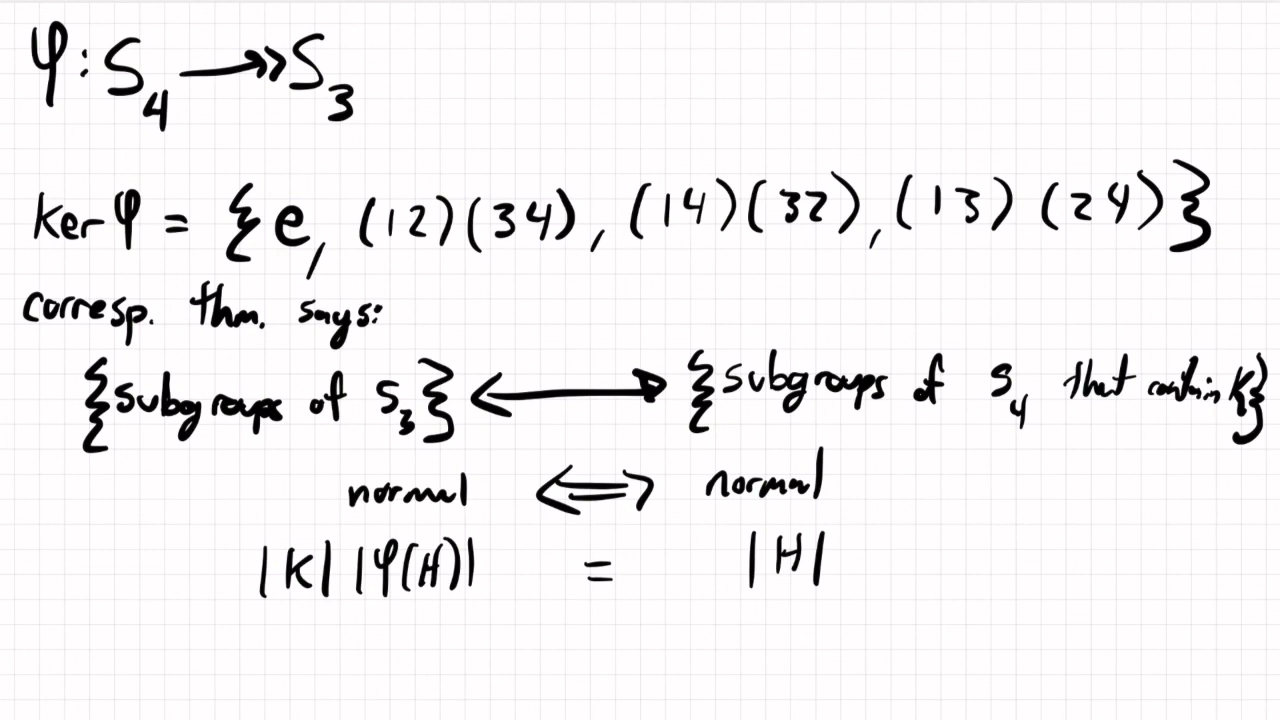 φ: S₄ ↠ S₃
ker φ = {e, (12)(34), (14)(32), (13)(24)}
corresp. thm. says:
{subgroups of S₃} ⟷ {subgroups of S₄ that contain K}
normal ⟺ normal
|K| |φ(H)| = |H|